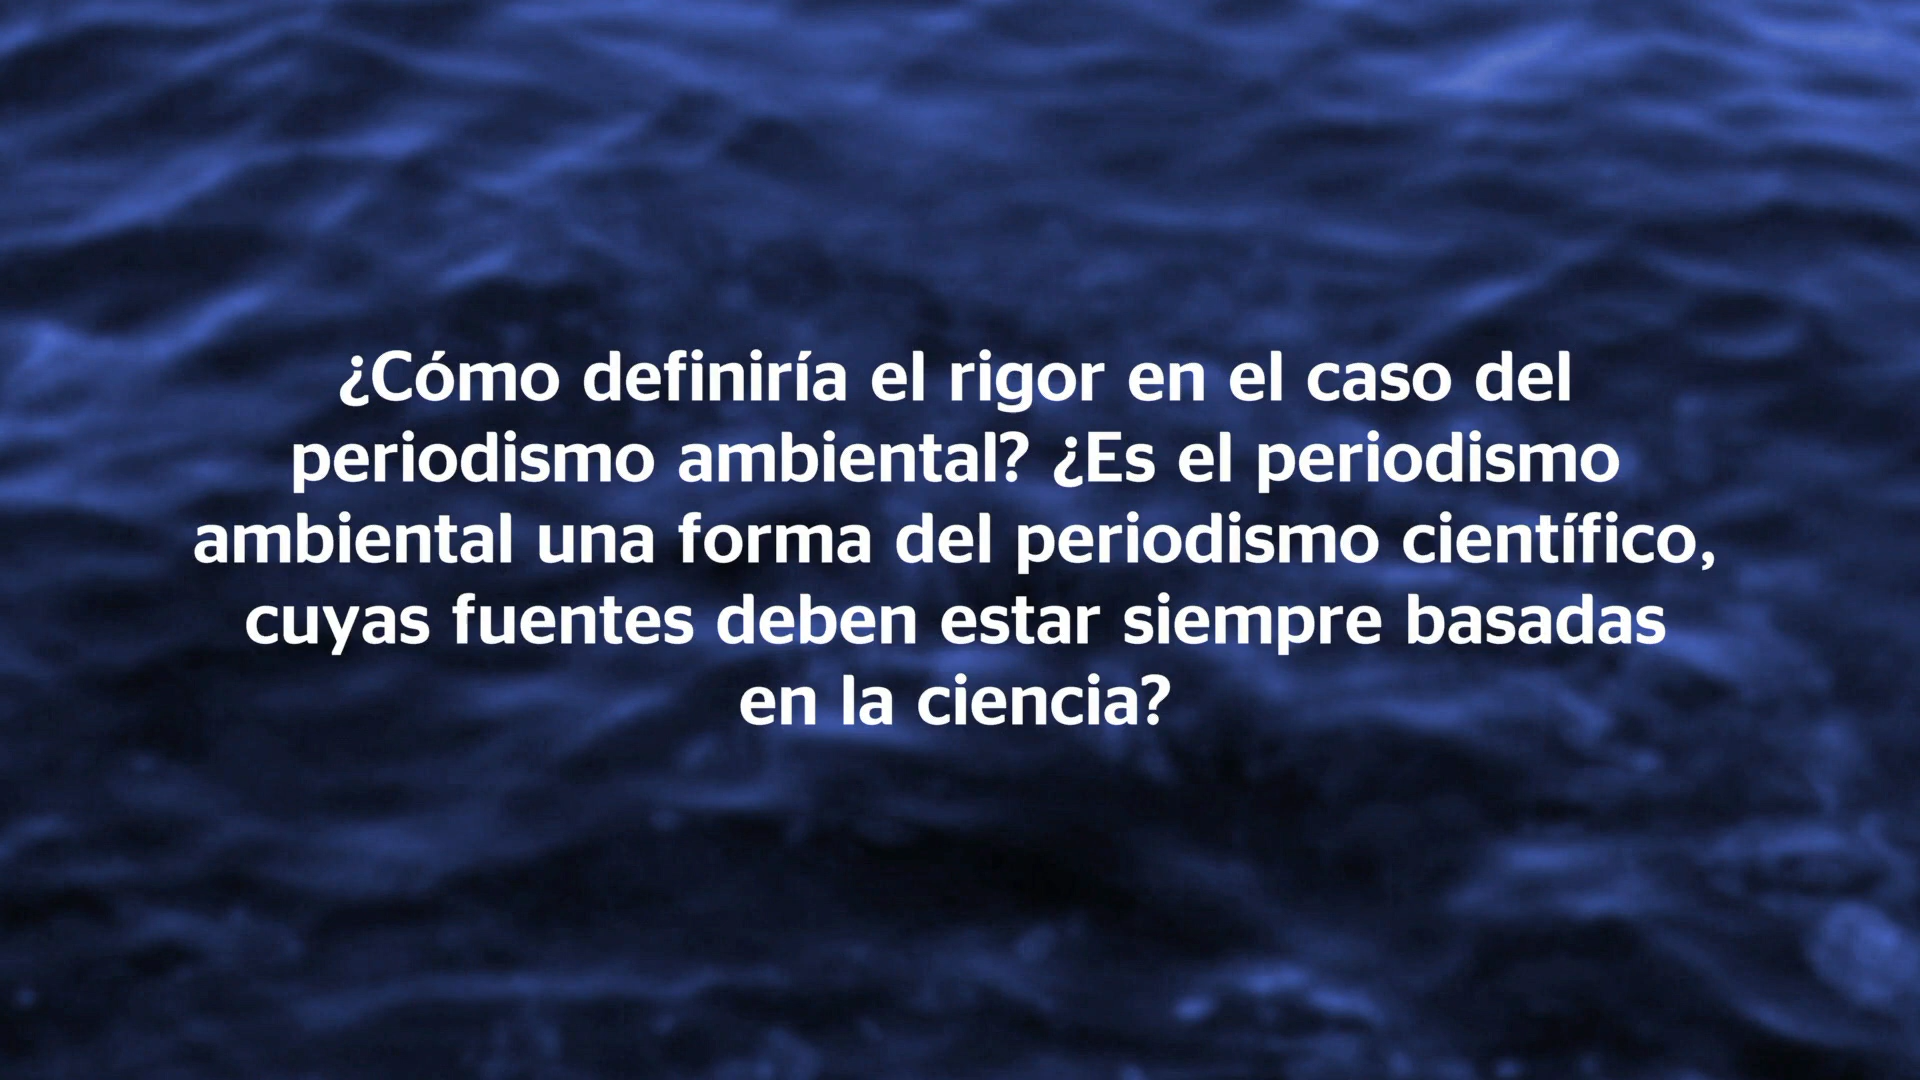 ¿Cómo definiría el rigor en el caso del
periodismo ambiental? ¿Es el periodismo
ambiental una forma del periodismo científico,
cuyas fuentes deben estar siempre basadas
en la ciencia?